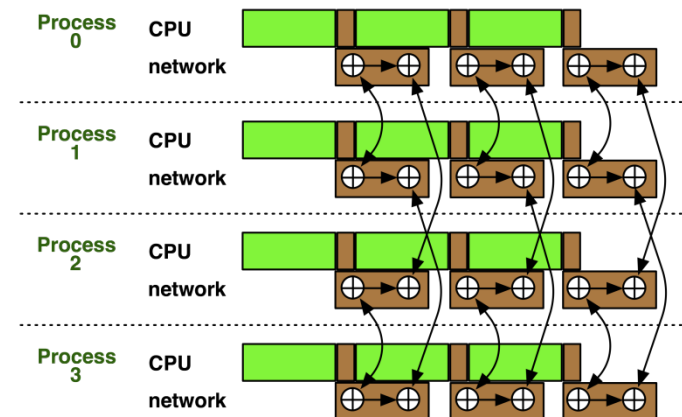 Process
0
CPU
network
Process
1
CPU
network
Process
2
CPU
network
Process
3
CPU
network